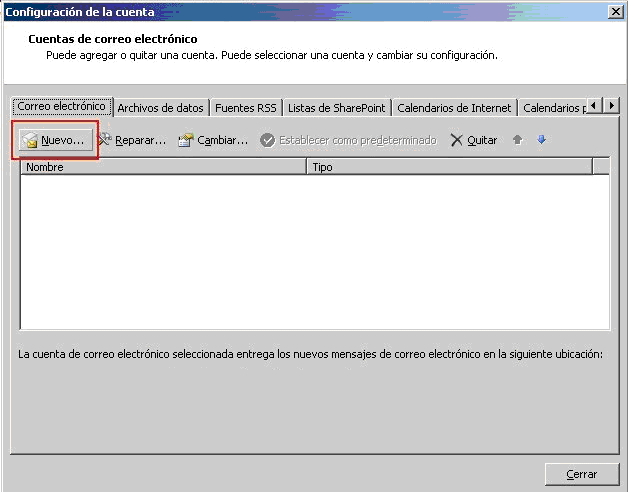 Configuración de la cuenta
Cuentas de correo electrónico
Puede agregar o quitar una cuenta. Puede seleccionar una cuenta y cambiar su configuración.
Correo electrónico Archivos de datos Fuentes RSS Listas de SharePoint Calendarios de Internet Calendarios p
Nuevo... Reparar... Cambiar... Establecer como predeterminado Quitar
Nombre Tipo
La cuenta de correo electrónico seleccionada entrega los nuevos mensajes de correo electrónico en la siguiente ubicación:
Cerrar